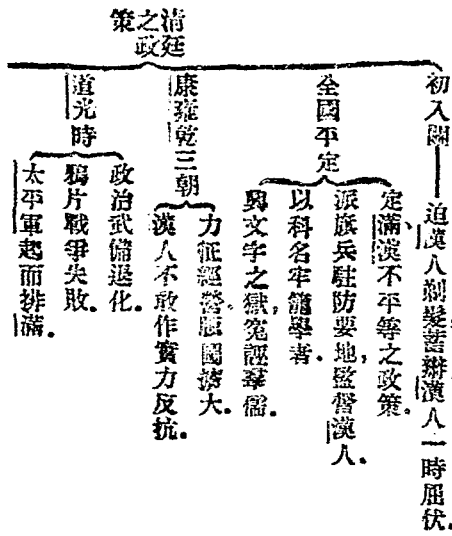 清廷之政策
初入關
迫漢人剃髮蓄辮漢人一時屈伏.
全國平定
定滿、漢不平等之政策.
派旗兵駐防要地,監督漢人.
以科名牢籠學者.
興文字之獄,冤誣羣儒.
康雍乾三朝
力征經營版圖擴大.
漢人不敢作實力反抗.
道光時
政治武備退化.
鴉片戰爭失敗.
太平軍起而排滿.